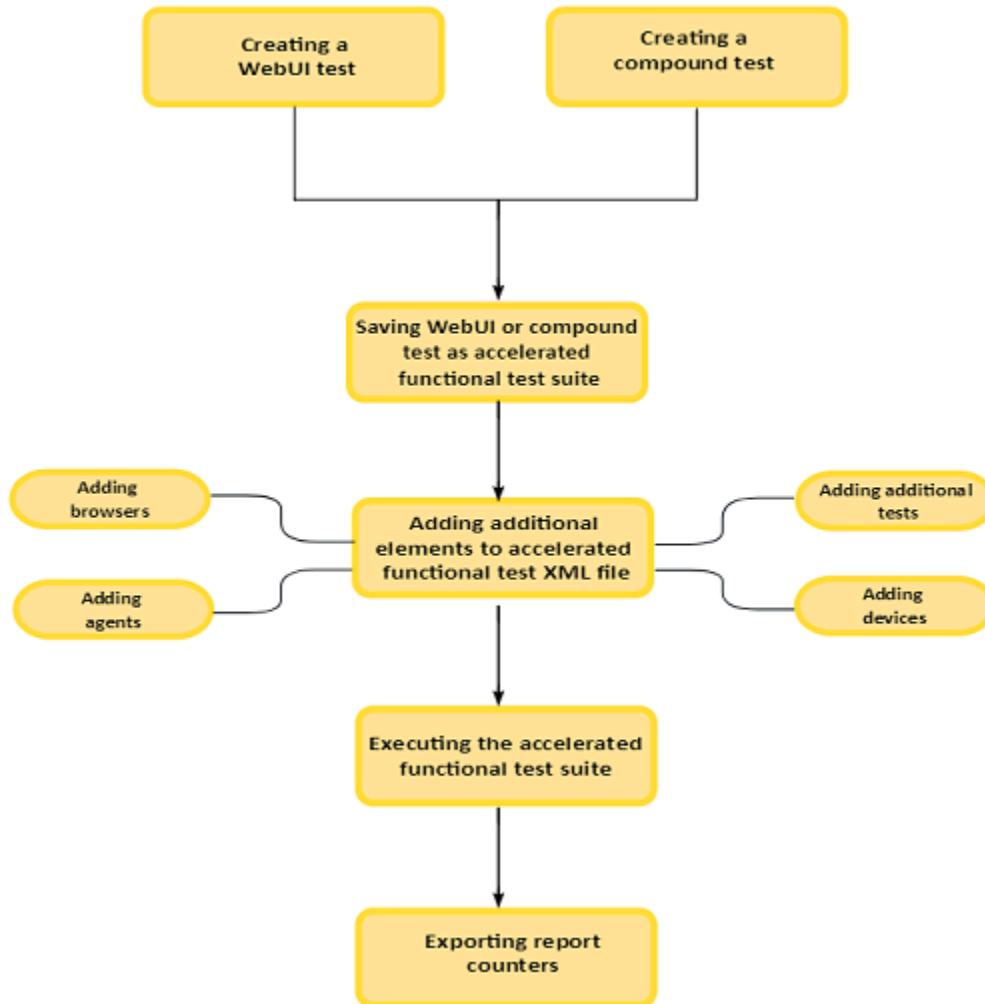 Creating a
WebUI test
Creating a
compound test
Saving WebUI or compound
test as accelerated
functional test suite
Adding
browsers
Adding additional
elements to accelerated
functional test XML file
Adding additional
tests
Adding
agents
Adding
devices
Executing the accelerated
functional test suite
Exporting report
counters